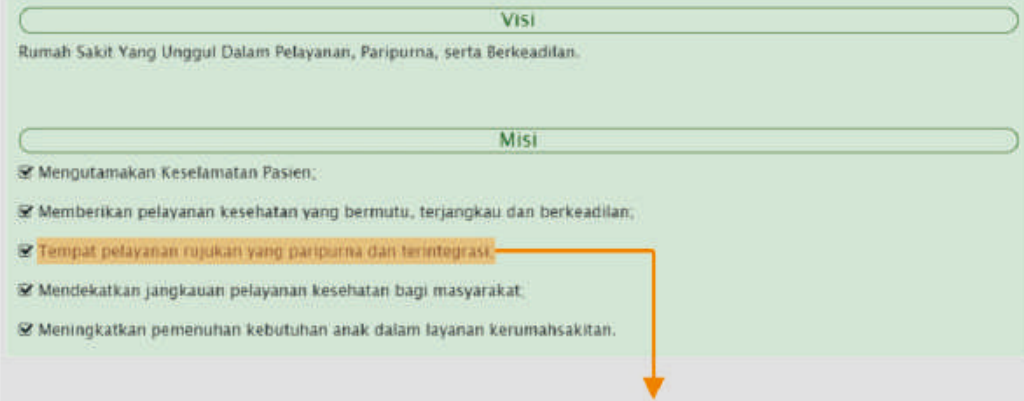 Visi
Rumah Sakit Yang Unggul Dalam Pelayanan, Paripurna, serta Berkeadilan.
Misi
Mengutamakan Keselamatan Pasien;
Memberikan pelayanan kesehatan yang bermutu, terjangkau dan berkeadilan;
Tempat pelayanan rujukan yang paripurna dan terintegrasi;
Mendekatkan jangkauan pelayanan kesehatan bagi masyarakat;
Meningkatkan pemenuhan kebutuhan anak dalam layanan kerumahsakitan.